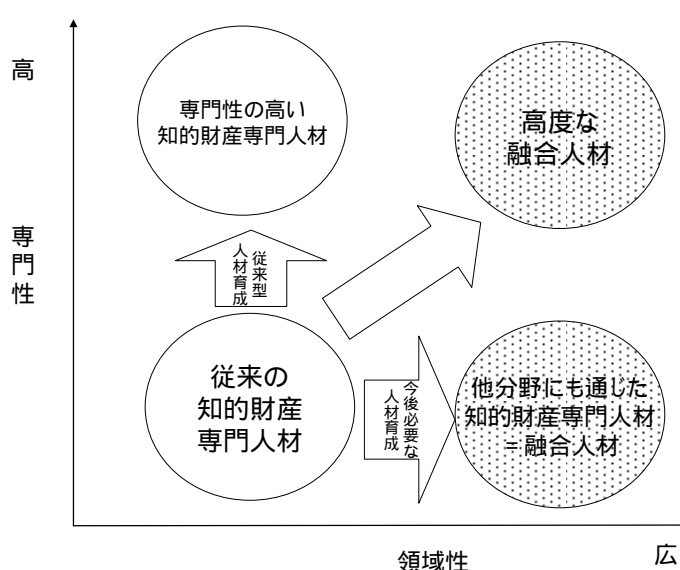 高
専門性の高い
知的財産専門人材
高度な
融合人材
専門性
従来型
人材育成
従来の
知的財産
専門人材
今後必要な
人材育成
他分野にも通じた
知的財産専門人材
=融合人材
領域性
広